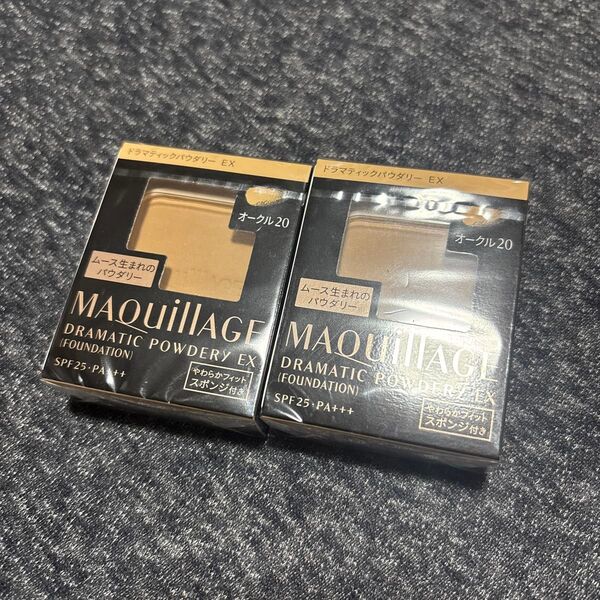 ドラマティックパウダリー EX
オークル20
ムース生まれの
パウダリー
MAQuillAGE
DRAMATIC POWDERY EX
(FOUNDATION)
SPF25・PA+++
やわらかフィット
スポンジ付き
ドラマティックパウダリー EX
オークル20
ムース生まれの
パウダリー
MAQuillAGE
DRAMATIC POWDERY EX
(FOUNDATION)
SPF25・PA+++
やわらかフィット
スポンジ付き